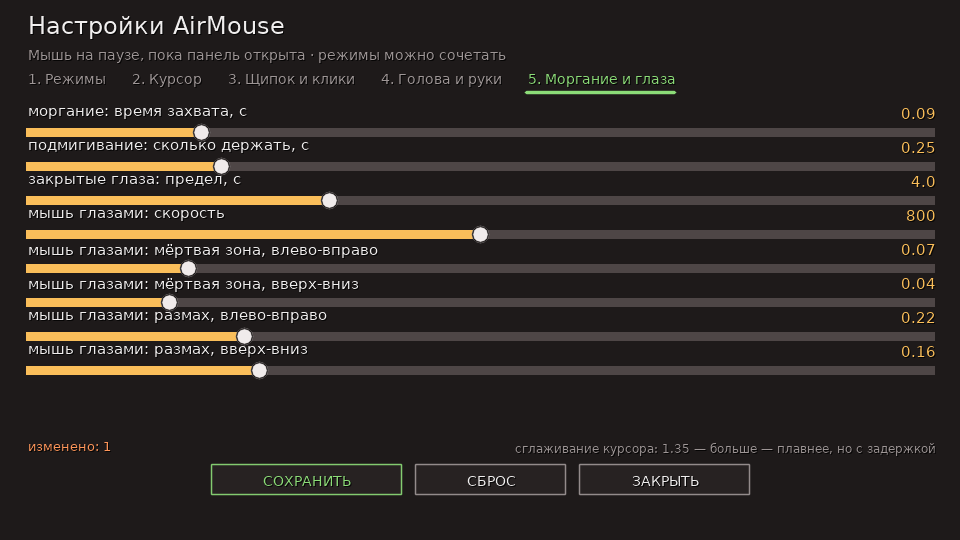 Настройки AirMouse
Мышь на паузе, пока панель открыта · режимы можно сочетать
1. Режимы 2. Курсор 3. Щипок и клики 4. Голова и руки 5. Моргание и глаза
моргание: время захвата, с 0.09
подмигивание: сколько держать, с 0.25
закрытые глаза: предел, с 4.0
мышь глазами: скорость 800
мышь глазами: мёртвая зона, влево-вправо 0.07
мышь глазами: мёртвая зона, вверх-вниз 0.04
мышь глазами: размах, влево-вправо 0.22
мышь глазами: размах, вверх-вниз 0.16
изменено: 1 сглаживание курсора: 1.35 — больше — плавнее, но с задержкой
СОХРАНИТЬ СБРОС ЗАКРЫТЬ